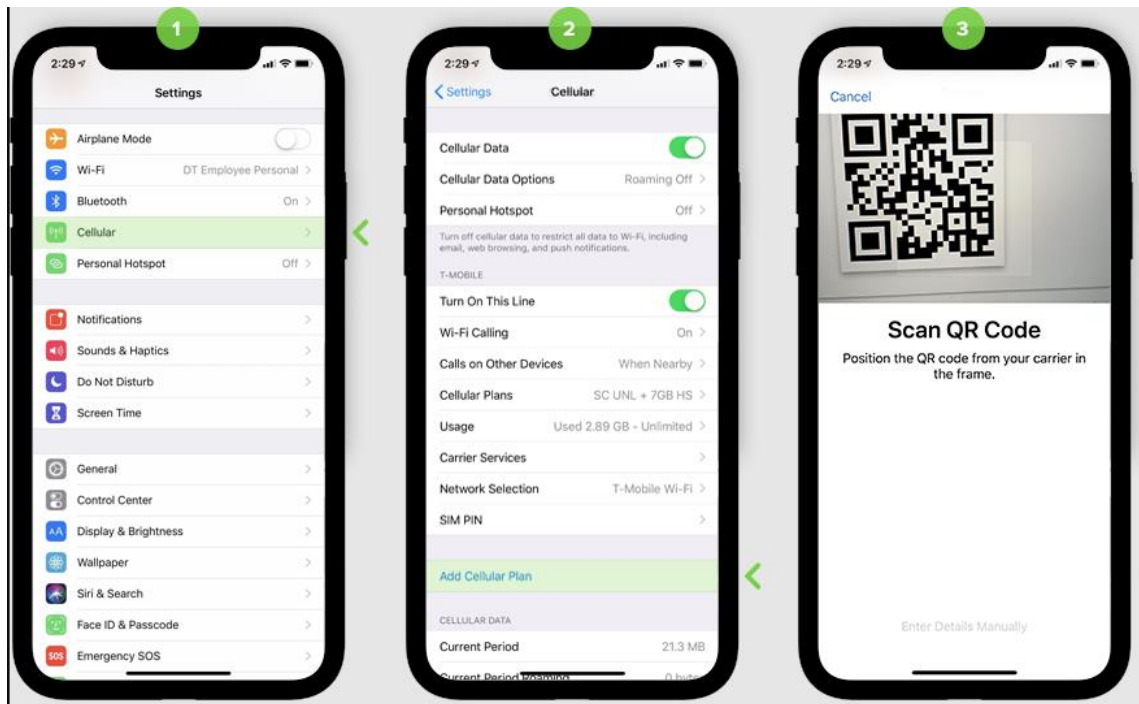 1
2:29
Settings
Airplane Mode
Wi-Fi DT Employee Personal
Bluetooth On
Cellular
Personal Hotspot Off
Notifications
Sounds & Haptics
Do Not Disturb
Screen Time
General
Control Center
AA Display & Brightness
Wallpaper
Siri & Search
Face ID & Passcode
SOS Emergency SOS
2
2:29
Settings Cellular
Cellular Data
Cellular Data Options Roaming Off
Personal Hotspot Off
Turn off cellular data to restrict all data to Wi-Fi, including
email, web browsing, and push notifications.
T-MOBILE
Turn On This Line
Wi-Fi Calling On
Calls on Other Devices When Nearby
Cellular Plans SC UNL + 7GB HS
Usage Used 2.89 GB - Unlimited
Carrier Services
Network Selection T-Mobile Wi-Fi
SIM PIN
Add Cellular Plan
CELLULAR DATA
Current Period 21.3 MB
Current Period Roaming 0 byte
3
2:29
Cancel
Scan QR Code
Position the QR code from your carrier in
the frame.
Enter Details Manually